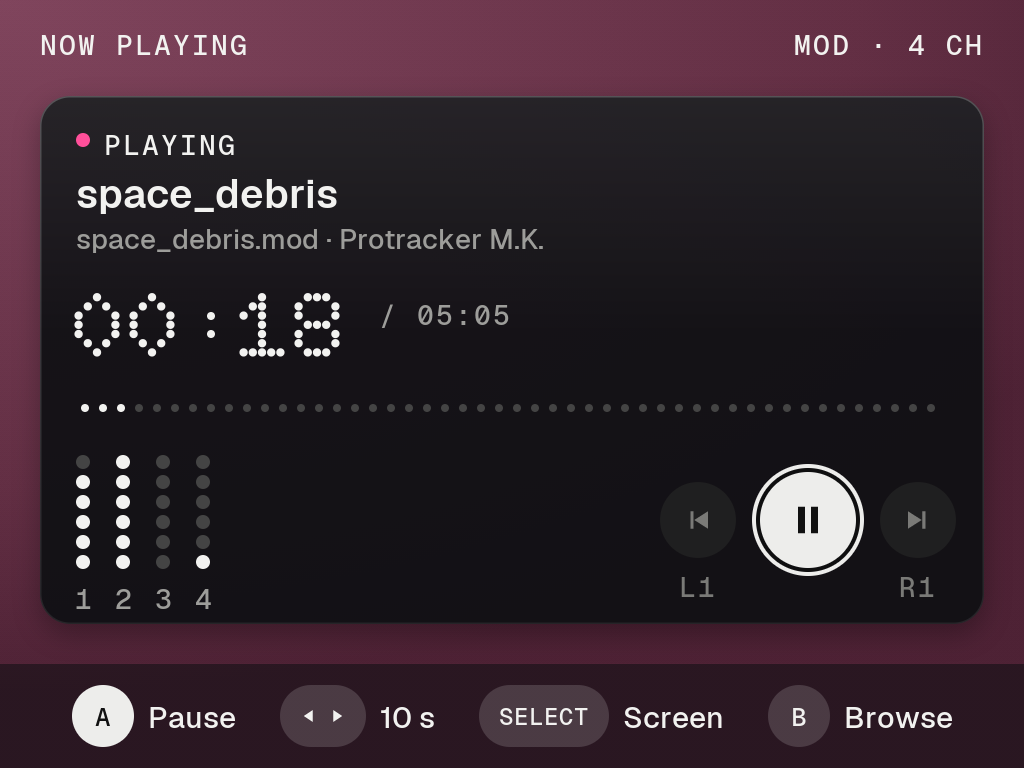 NOW PLAYING
MOD · 4 CH
PLAYING
space_debris
space_debris.mod · Protracker M.K.
00:18 / 05:05
1 2 3 4
L1 R1
A Pause 10 s SELECT Screen B Browse